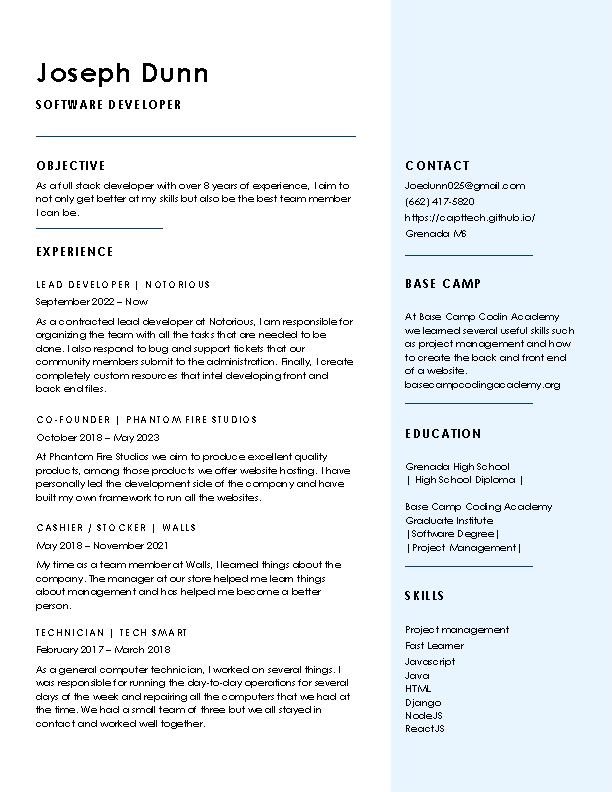 Joseph Dunn
SOFTWARE DEVELOPER
OBJECTIVE
As a full stack developer with over 8 years of experience, I aim to
not only get better at my skills but also be the best team member
I can be.
EXPERIENCE
LEAD DEVELOPER | NOTORIOUS
September 2022 – Now
As a contracted lead developer at Notorious, I am responsible for
organizing the team with all the tasks that are needed to be
done. I also respond to bug and support tickets that our
community members submit to the administration. Finally, I create
completely custom resources that intel developing front and
back end files.
CO-FOUNDER | PHANTOM FIRE STUDIOS
October 2018 – May 2023
At Phantom Fire Studios we aim to produce excellent quality
products, among those products we offer website hosting. I have
personally led the development side of the company and have
built my own framework to run all the websites.
CASHIER / STOCKER | WALLS
May 2018 – November 2021
My time as a team member at Walls, I learned things about the
company. The manager at our store helped me learn things
about management and has helped me become a better
person.
TECHNICIAN | TECH SMART
February 2017 – March 2018
As a general computer technician, I worked on several things. I
was responsible for running the day-to-day operations for several
days of the week and repairing all the computers that we had at
the time. We had a small team of three but we all stayed in
contact and worked well together.
CONTACT
Joedunn025@gmail.com
(662) 417-5820
https://capttech.github.io/
Grenada MS
BASE CAMP
At Base Camp Codin Academy
we learned several useful skills such
as project management and how
to create the back and front end
of a website.
basecampcodingacademy.org
EDUCATION
Grenada High School
| High School Diploma |
Base Camp Coding Academy
Graduate Institute
|Software Degree|
|Project Management|
SKILLS
Project management
Fast Learner
Javascript
Java
HTML
Django
NodeJS
ReactJS